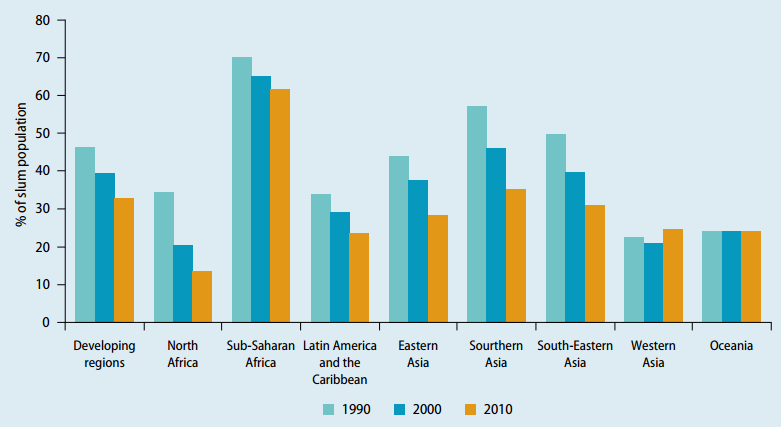 % of slum population
80
70
60
50
40
30
20
10
0
Developing
regions
North
Africa
Sub-Saharan
Africa
Latin America
and the
Caribbean
Eastern
Asia
Sourthern
Asia
South-Eastern
Asia
Western
Asia
Oceania
1990
2000
2010